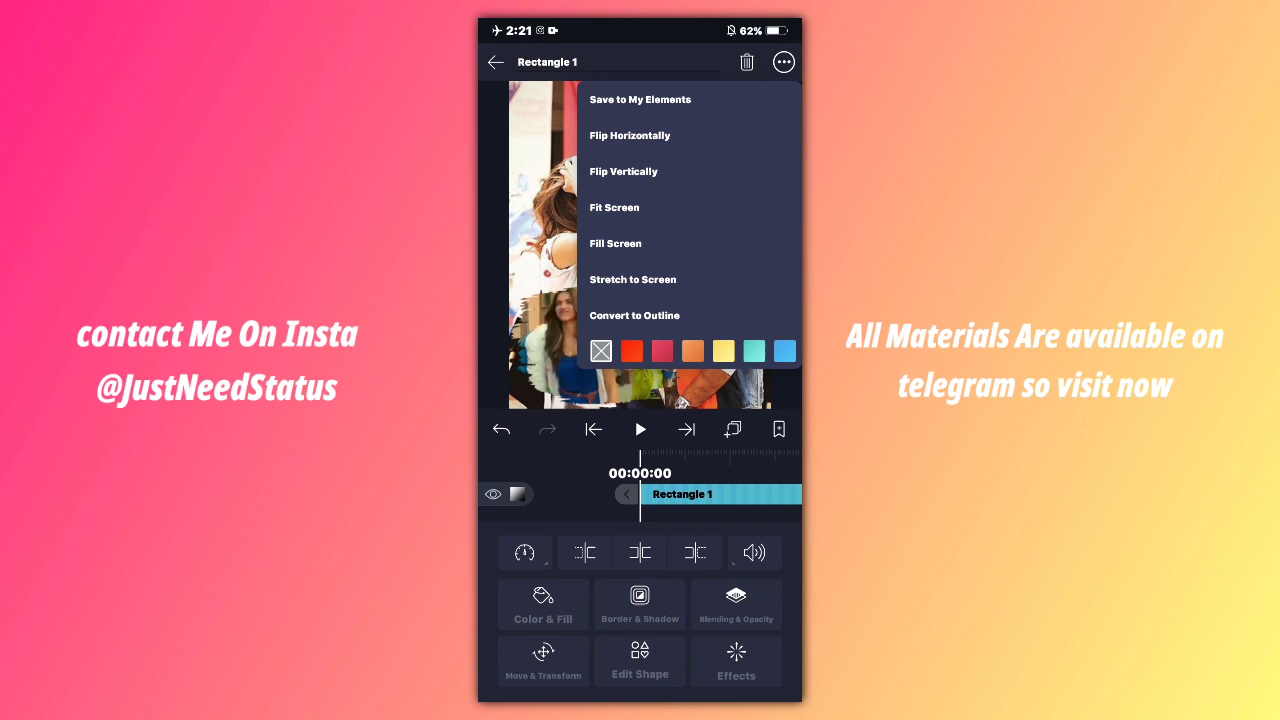 2:21
62%
Rectangle 1
Save to My Elements
Flip Horizontally
Flip Vertically
Fit Screen
Fill Screen
Stretch to Screen
Convert to Outline
contact Me On Insta
@JustNeedStatus
All Materials Are available on
telegram so visit now
00:00:00
Rectangle 1
Color & Fill
Border & Shadow
Blending & Opacity
Move & Transform
Edit Shape
Effects